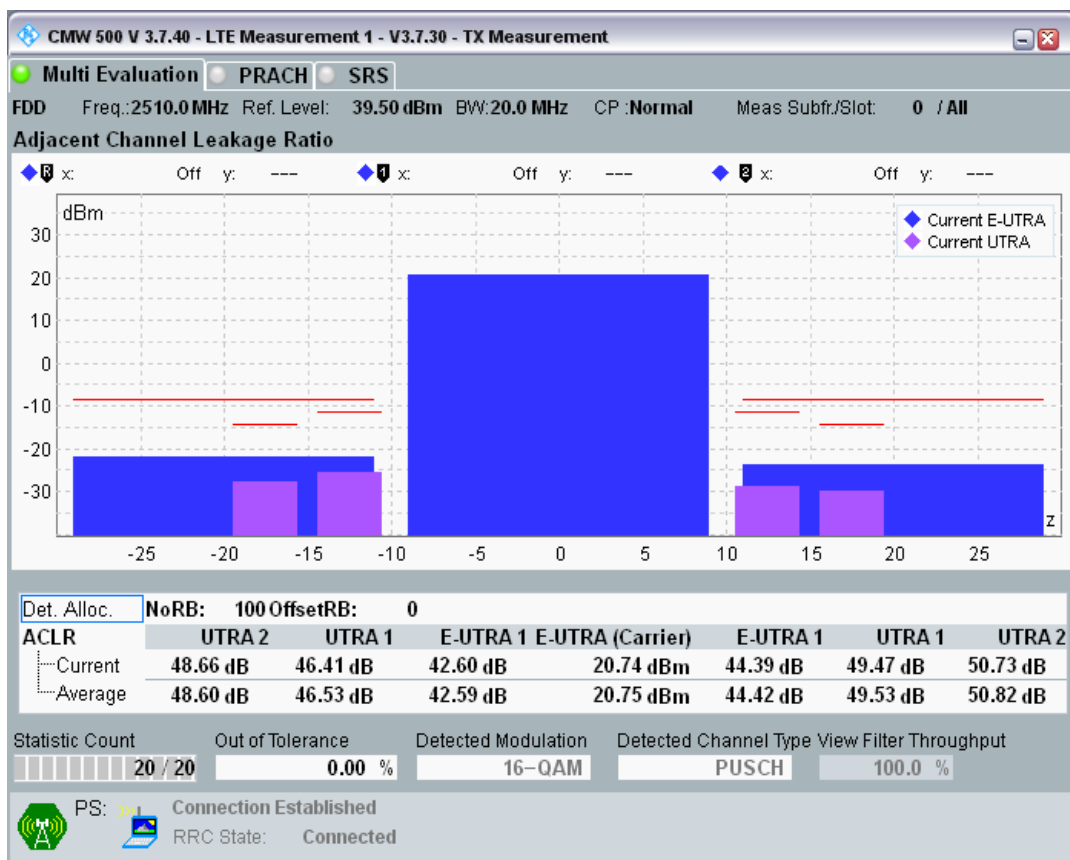 CMW 500 V 3.7.40 - LTE Measurement 1 - V3.7.30 - TX Measurement
Multi Evaluation PRACH SRS
FDD Freg.:2510.0 MHz Ref. Level: 39.50 dBm BW:20.0 MHz CP :Normal Meas Subfr./Slot: 0 / All
Adjacent Channel Leakage Ratio
R x: Off y: --- 1 x: Off y: --- 2 x: Off y: ---
dBm
Current E-UTRA
Current UTRA
30
20
10
0
-10
-20
-30
z
-25 -20 -15 -10 -5 0 5 10 15 20 25
Det. Alloc. NoRB: 100 OffsetRB: 0
ACLR UTRA 2 UTRA 1 E-UTRA 1 E-UTRA (Carrier) E-UTRA 1 UTRA 1 UTRA 2
Current 48.66 dB 46.41 dB 42.60 dB 20.74 dBm 44.39 dB 49.47 dB 50.73 dB
Average 48.60 dB 46.53 dB 42.59 dB 20.75 dBm 44.42 dB 49.53 dB 50.82 dB
Statistic Count Out of Tolerance Detected Modulation Detected Channel Type View Filter Throughput
20 / 20 0.00 % 16-QAM PUSCH 100.0 %
PS: Connection Established
RRC State: Connected